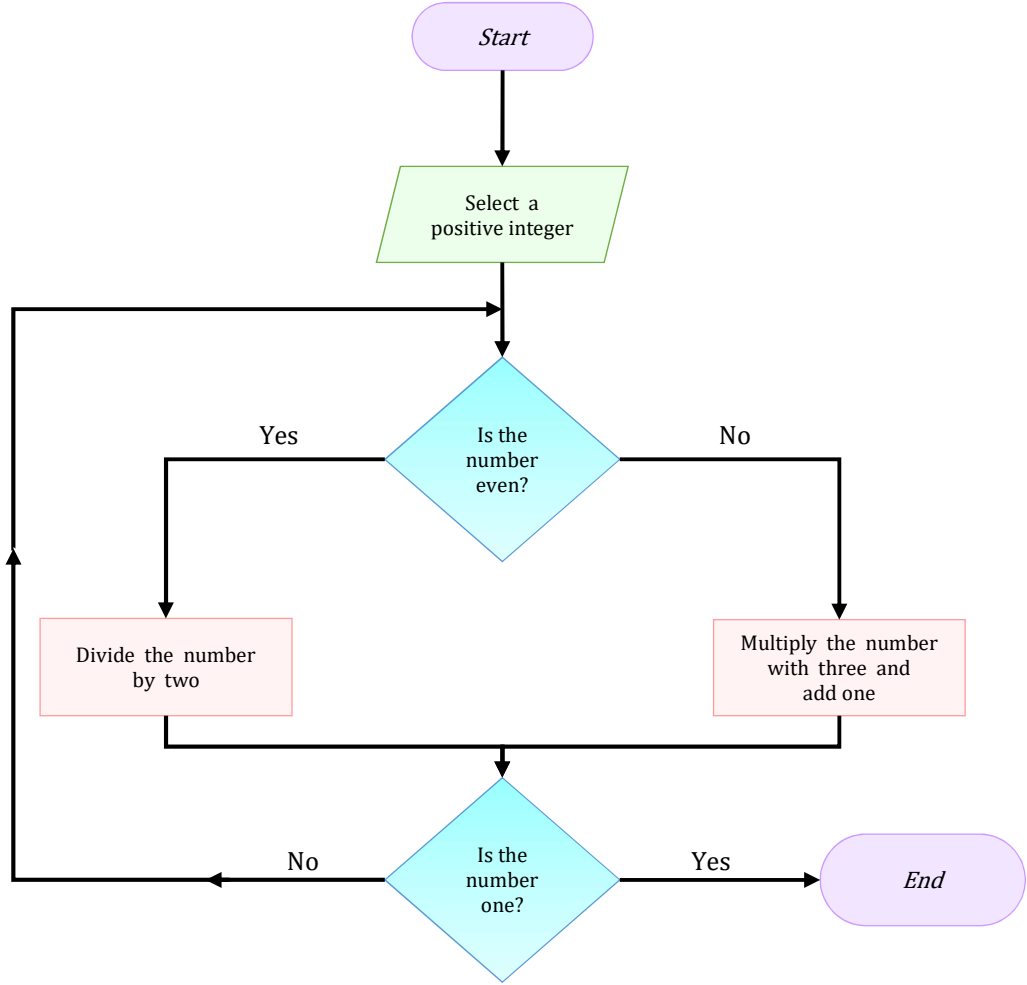 Start
Select a
positive integer
Is the
number
even?
Yes
No
Divide the number
by two
Multiply the number
with three and
add one
Is the
number
one?
No
Yes
End